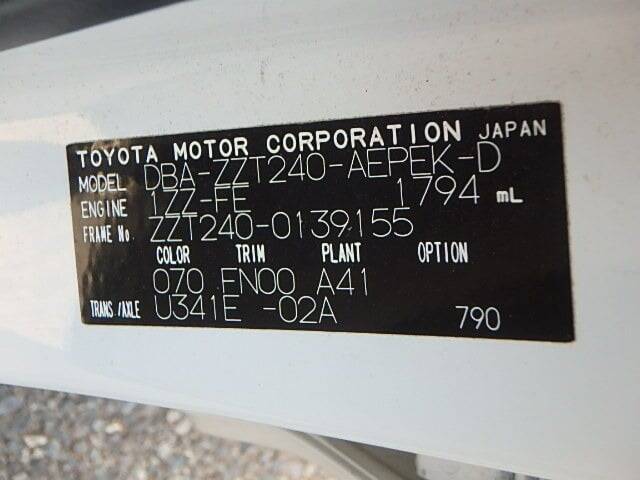 TOYOTA MOTOR CORPORATION JAPAN
MODEL DBA-ZZT240-AEPEK-D
ENGINE 1ZZ-FE 1794 mL
FRAME No. ZZT240-0139155
COLOR TRIM PLANT OPTION
070 EN00 A41
TRANS./AXLE U341E -02A 790